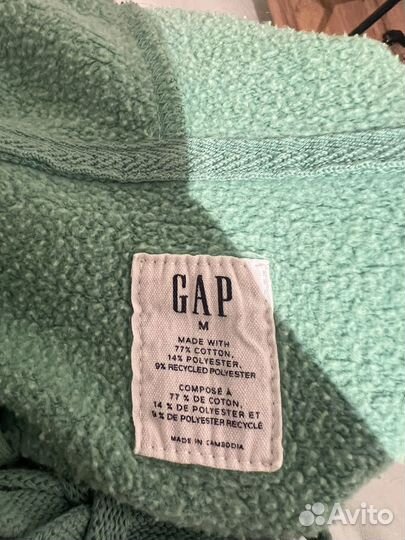 GAP
M
MADE WITH
77% COTTON,
14% POLYESTER,
9% RECYCLED POLYESTER
COMPOSÉ À
77 % DE COTON,
14 % DE POLYESTER ET
9 % DE POLYESTER RECYCLÉ
MADE IN CAMBODIA
Avito